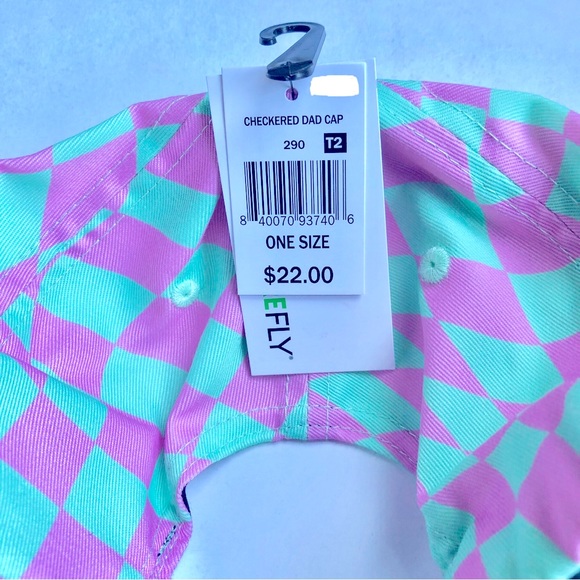 CHECKERED DAD CAP
290 T2
8 40070 93740 6
ONE SIZE
$22.00
EFLY®